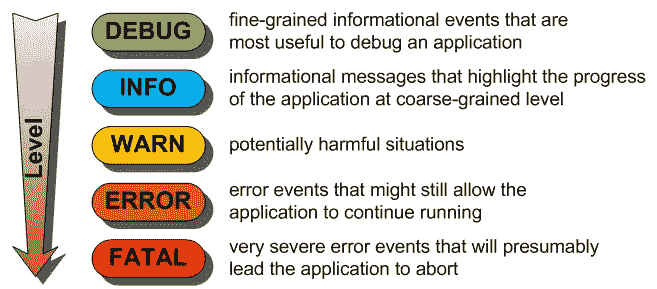 Level
DEBUG
fine-grained informational events that are
most useful to debug an application
INFO
informational messages that highlight the progress
of the application at coarse-grained level
WARN
potentially harmful situations
ERROR
error events that might still allow the
application to continue running
FATAL
very severe error events that will presumably
lead the application to abort